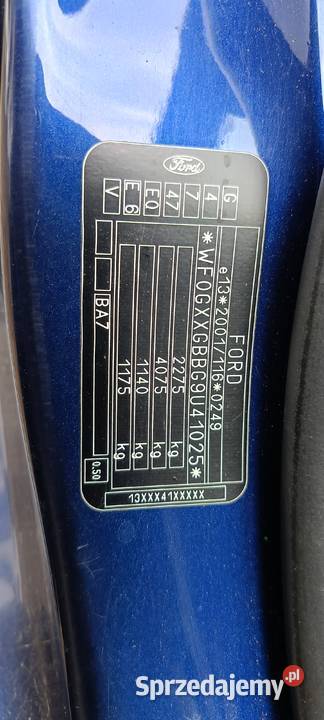 Ford
FORD
e13*2001/116*0249
*WF0GXXGBBG9U41025*
2275 kg
4075 kg
1140 kg
1175 kg
BA7
G
4
7
47
EQ
E6
V
0,50
13XXX41XXXXX
Sprzedajemy.pl